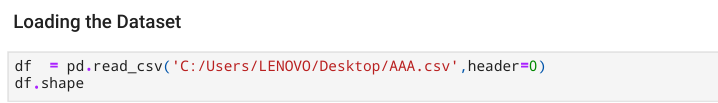 Loading the Dataset
df  = pd.read_csv('C:/Users/LENOVO/Desktop/AAA.csv',header=0)
df.shape